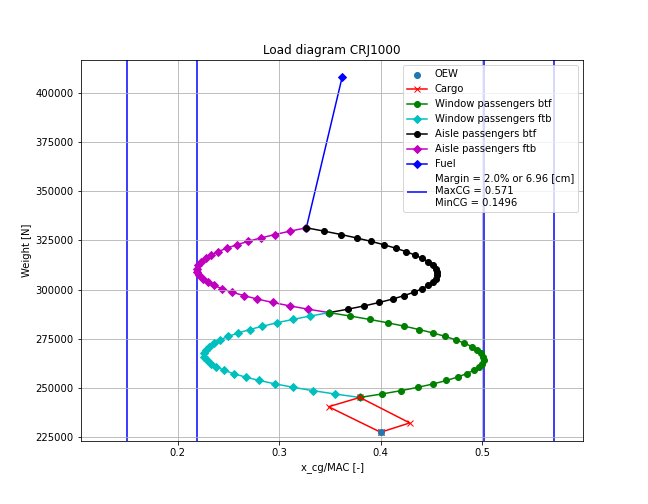 Load diagram CRJ1000
OEW
Cargo
Window passengers btf
Window passengers ftb
Aisle passengers btf
Aisle passengers ftb
Fuel
Margin = 2.0% or 6.96 [cm]
MaxCG = 0.571
MinCG = 0.1496
Weight [N]
400000
375000
350000
325000
300000
275000
250000
225000
0.2
0.3
0.4
0.5
x_cg/MAC [-]